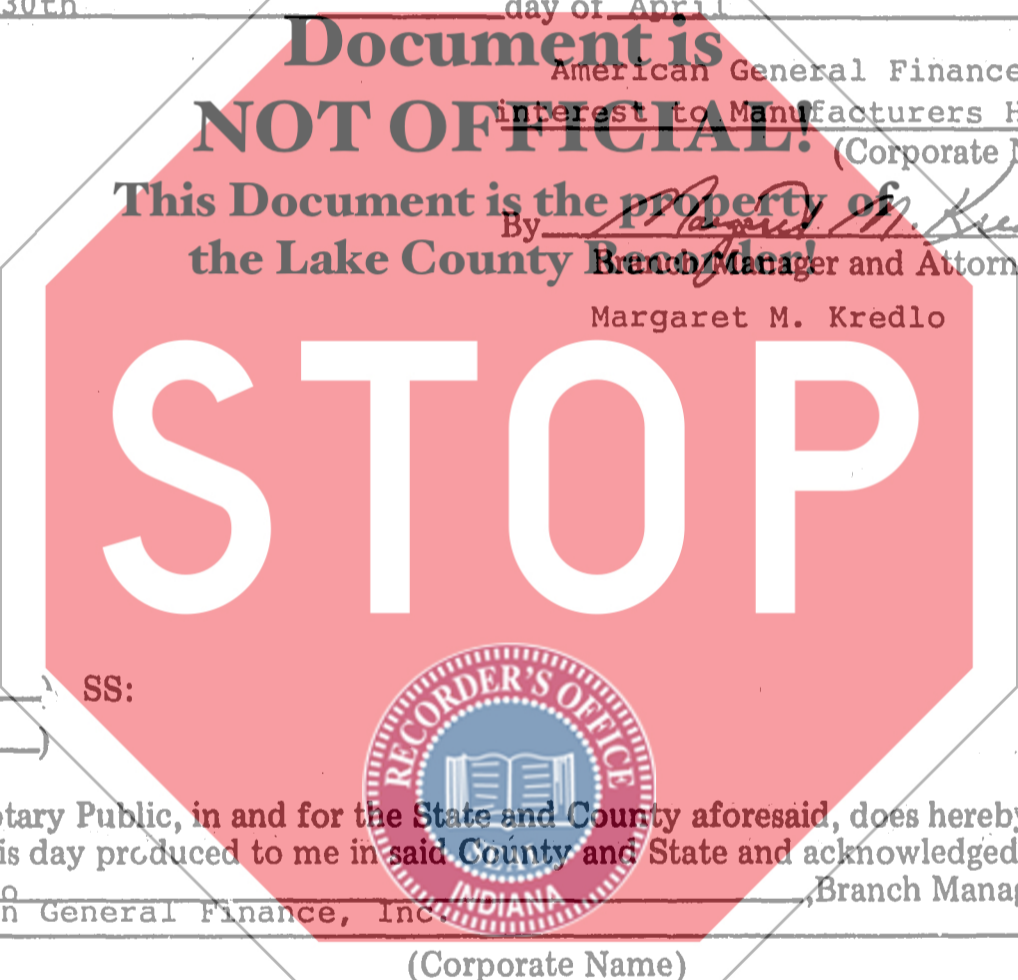 30th day of April
Document is
American General Finance
NOT OFFICIAL!
interest to Manufacturers H
(Corporate N
This Document is the property of
By Margaret M. Kre
the Lake County Recorder!
Branch Manager and Attorn
Margaret M. Kredlo
STOP
SS:
RECORDER'S OFFICE
otary Public, in and for the State and County aforesaid, does hereby
is day produced to me in said County and State and acknowledged
INDIANA
,Branch Manag
n General Finance, Inc.
(Corporate Name)